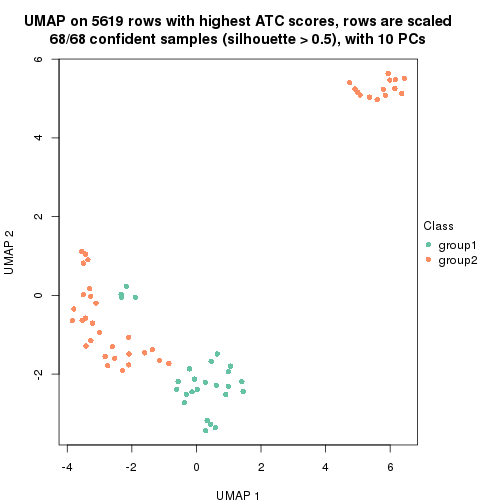 UMAP on 5619 rows with highest ATC scores, rows are scaled
68/68 confident samples (silhouette > 0.5), with 10 PCs
6
4
2
0
-2
UMAP 2
-4
-2
0
2
4
6
UMAP 1
Class
group1
group2